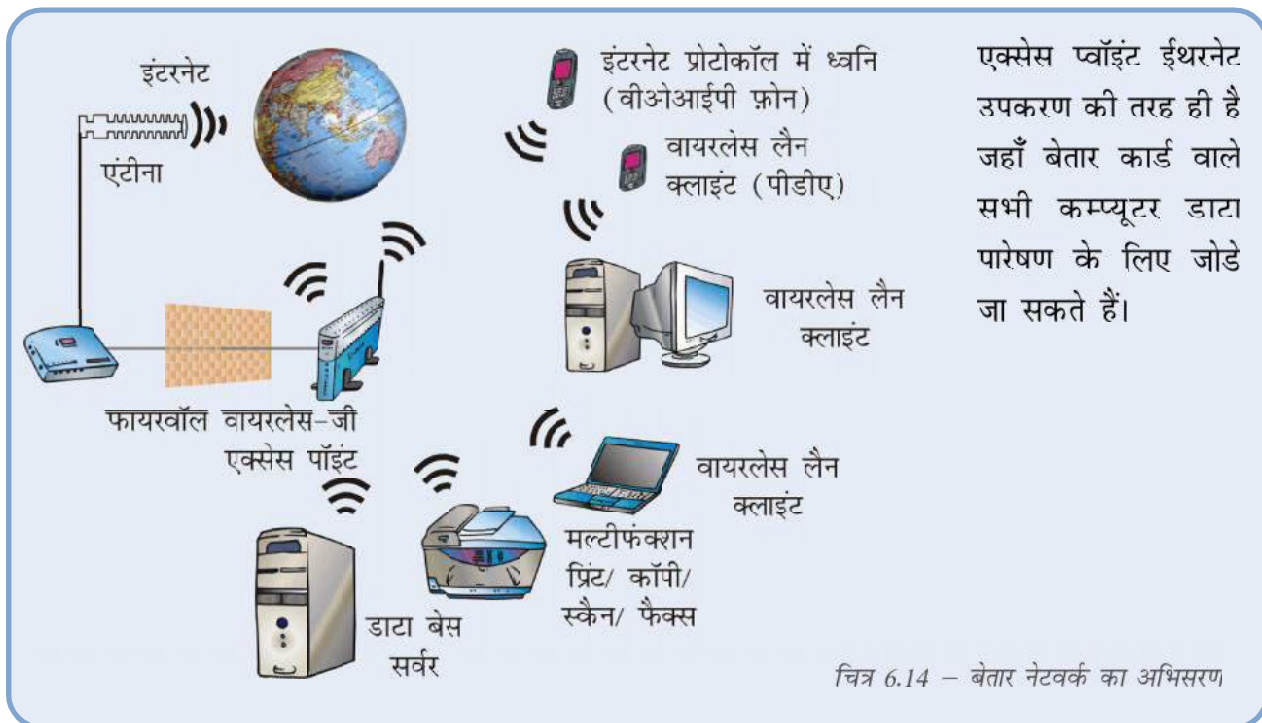 इंटरनेट
एंटीना
इंटरनेट प्रोटोकॉल में ध्वनि
(वीओआईपी फ़ोन)
वायरलेस लैन
क्लाइंट (पीडीए)
वायरलेस लैन
क्लाइंट
फायरवॉल वायरलेस-जी
एक्सेस पॉइंट
वायरलेस लैन
क्लाइंट
मल्टीफंक्शन
प्रिंट/ कॉपी/
स्कैन/ फैक्स
डाटा बेस
सर्वर
एक्सेस प्वॉइंट ईथरनेट
उपकरण की तरह ही है
जहाँ बेतार कार्ड वाले
सभी कम्प्यूटर डाटा
पारेषण के लिए जोडे
जा सकते हैं।
चित्र 6.14 – बेतार नेटवर्क का अभिसरण